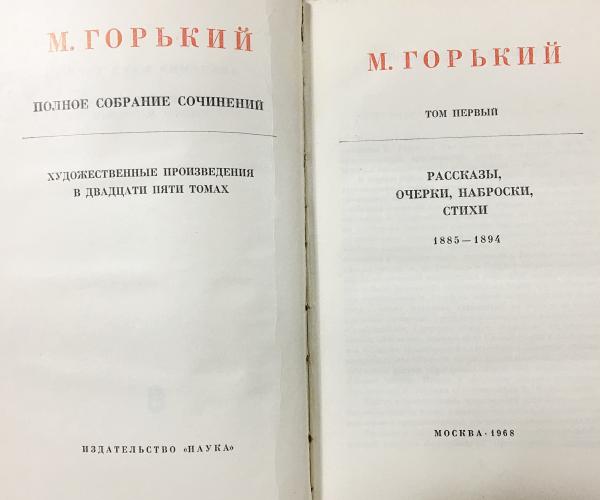 М. ГОРЬКИЙ
ПОЛНОЕ СОБРАНИЕ СОЧИНЕНИЙ
ХУДОЖЕСТВЕННЫЕ ПРОИЗВЕДЕНИЯ
В ДВАДЦАТИ ПЯТИ ТОМАХ
ИЗДАТЕЛЬСТВО «НАУКА»
М. ГОРЬКИЙ
ТОМ ПЕРВЫЙ
РАССКАЗЫ,
ОЧЕРКИ, НАБРОСКИ,
СТИХИ
1885—1894
МОСКВА · 1968